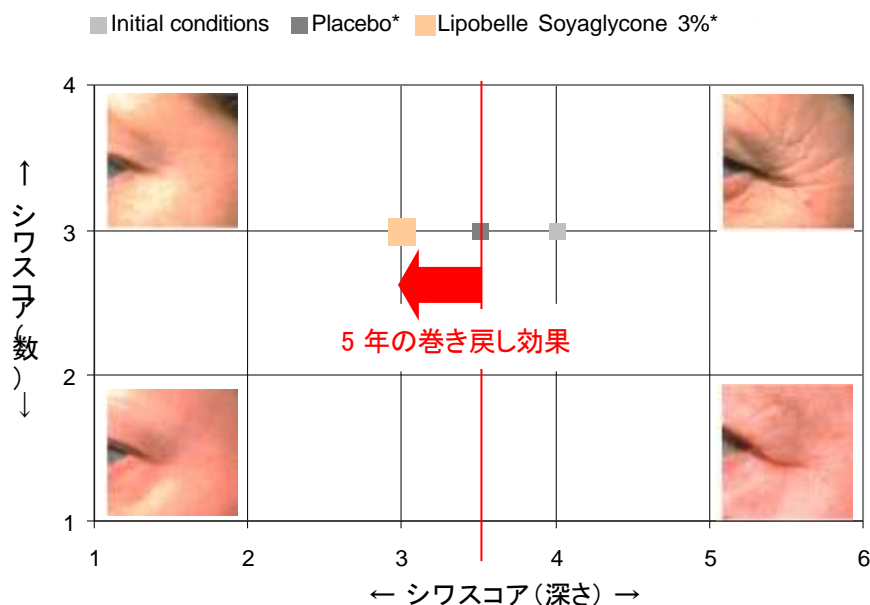 Initial conditions Placebo* Lipobelle Soyaglycone 3%*
4
3
2
1
↑ シワスコア(数) ↓
5 年の巻き戻し効果
1 2 3 4 5 6
← シワスコア(深さ) →